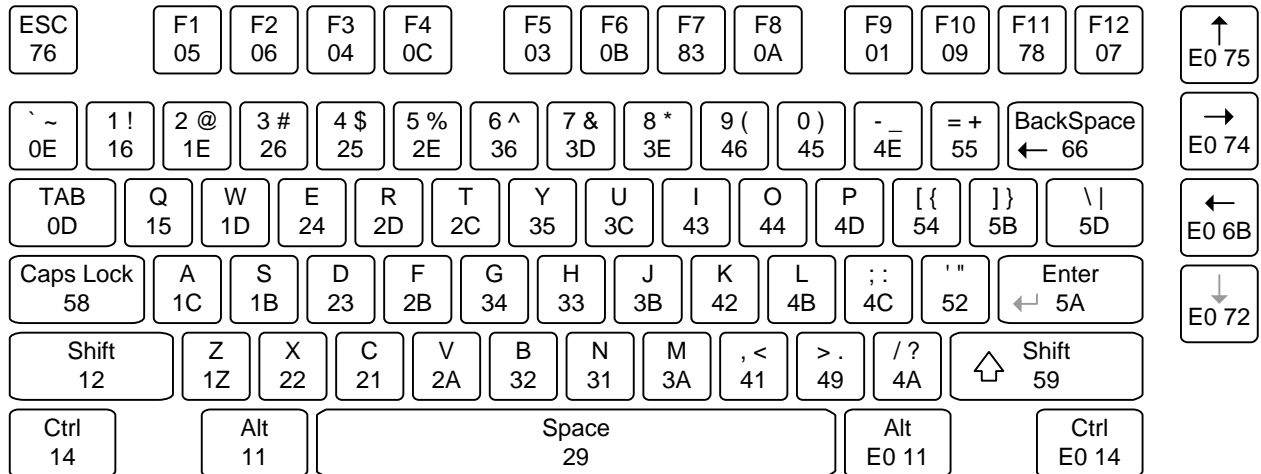 ESC F1 F2 F3 F4 F5 F6 F7 F8 F9 F10 F11 F12 ↑
76 05 06 04 0C 03 0B 83 0A 01 09 78 07 E0 75
` ~ 1 ! 2 @ 3 # 4 $ 5 % 6 ^ 7 & 8 * 9 ( 0 ) - _ = + BackSpace →
0E 16 1E 26 25 2E 36 3D 3E 46 45 4E 55 ← 66 E0 74
TAB Q W E R T Y U I O P [ { ] } \ | ←
0D 15 1D 24 2D 2C 35 3C 43 44 4D 54 5B 5D E0 6B
Caps Lock A S D F G H J K L ; : ' " Enter ↓
58 1C 1B 23 2B 34 33 3B 42 4B 4C 52 ↵ 5A E0 72
Shift Z X C V B N M , < > . / ? ⇧ Shift
12 1Z 22 21 2A 32 31 3A 41 49 4A 59
Ctrl Alt Space Alt Ctrl
14 11 29 E0 11 E0 14